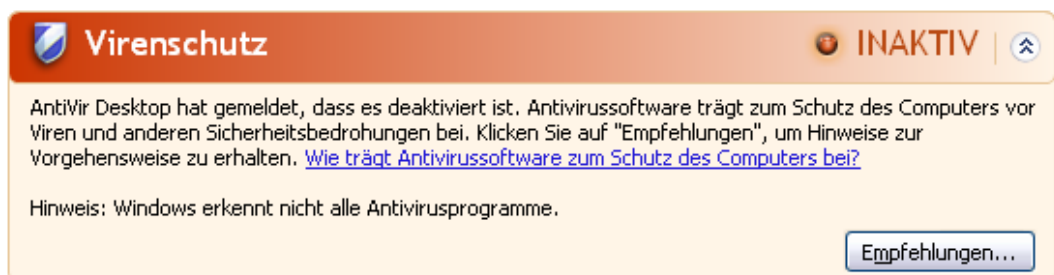 Virenschutz INAKTIV
AntiVir Desktop hat gemeldet, dass es deaktiviert ist. Antivirussoftware trägt zum Schutz des Computers vor
Viren und anderen Sicherheitsbedrohungen bei. Klicken Sie auf "Empfehlungen", um Hinweise zur
Vorgehensweise zu erhalten. Wie trägt Antivirussoftware zum Schutz des Computers bei?
Hinweis: Windows erkennt nicht alle Antivirusprogramme.
Empfehlungen...